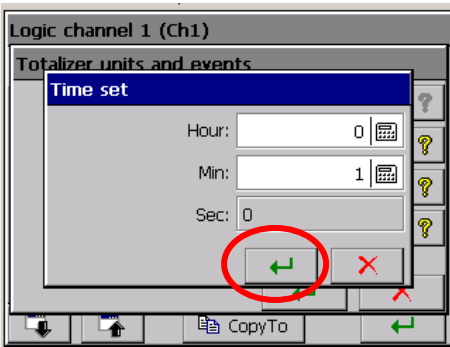 Logic channel 1 (Ch1)
Totalizer units and events
Time set
?
Hour: 0
?
Min: 1
?
Sec: 0
?
CopyTo